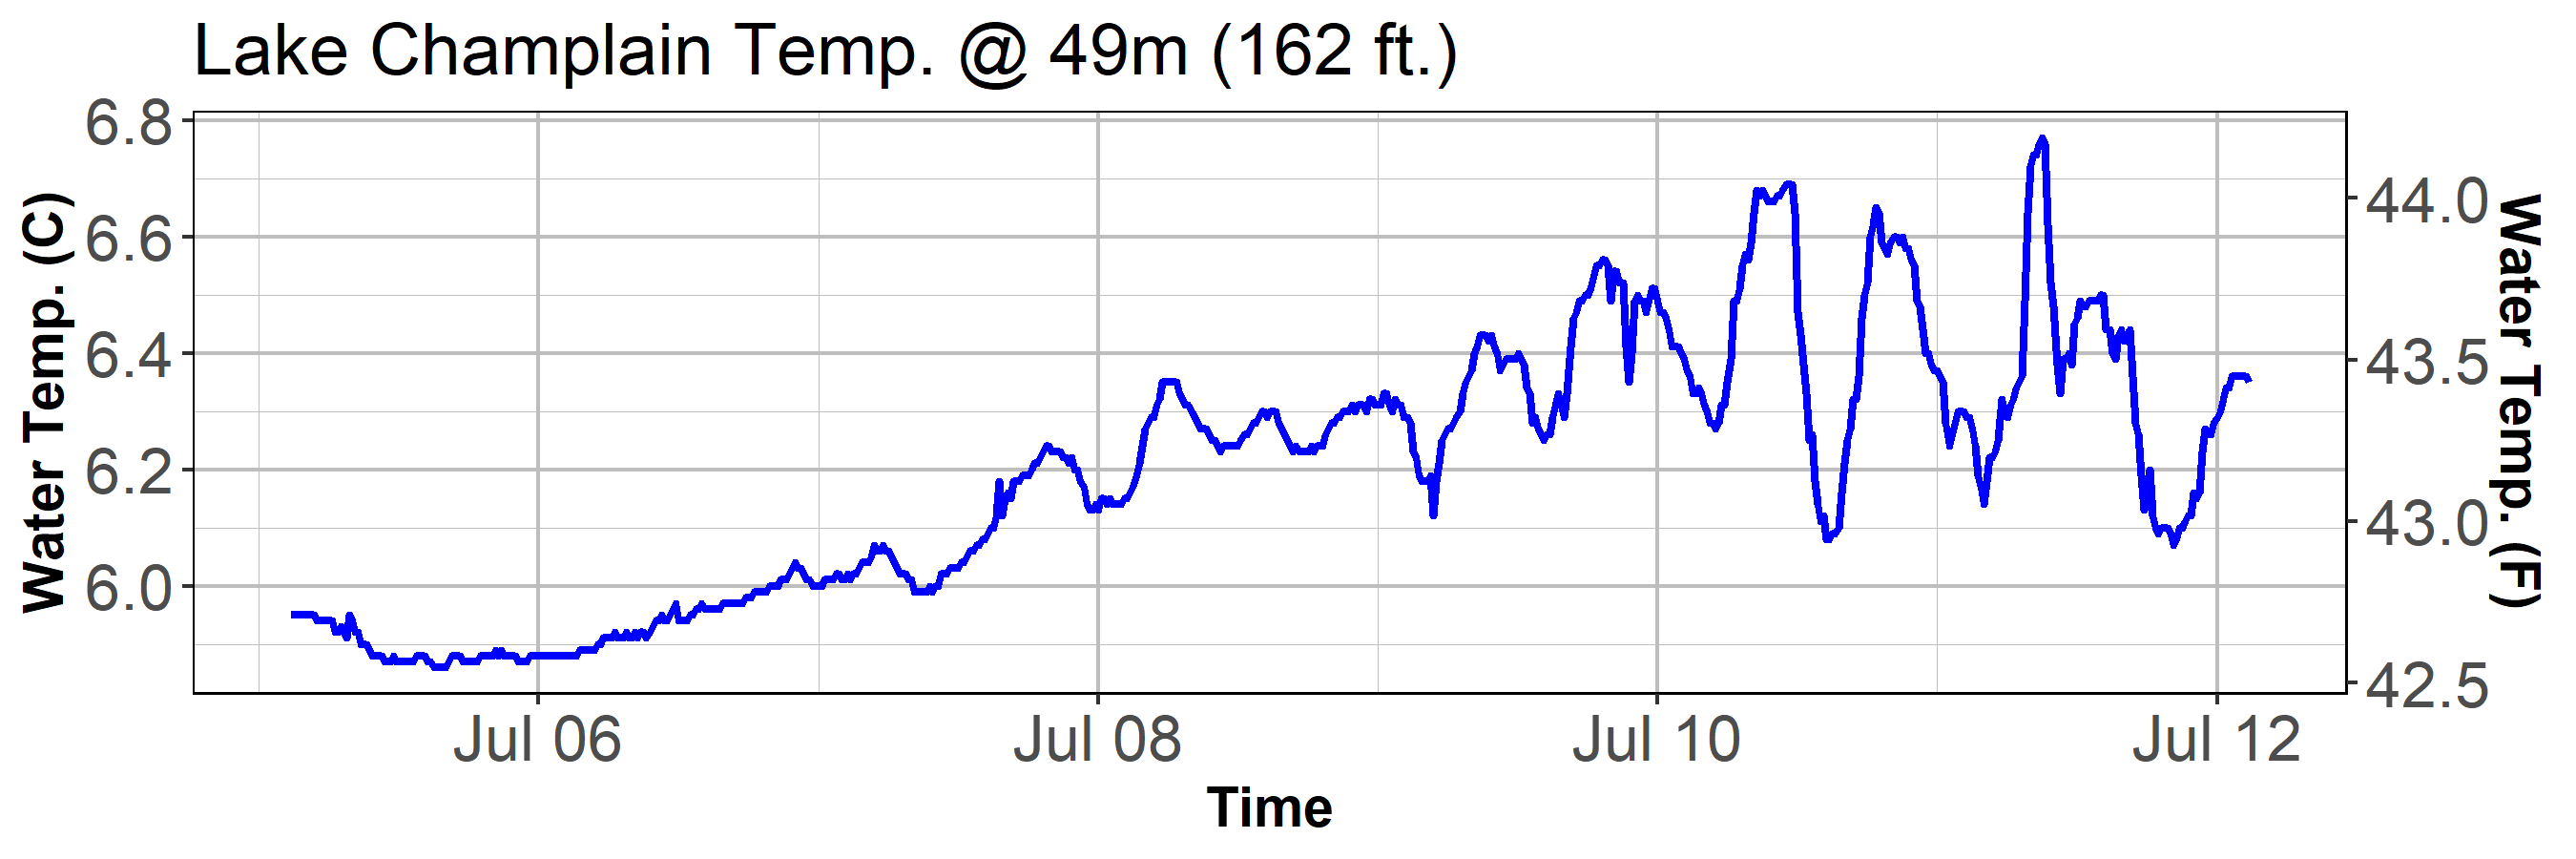 Lake Champlain Temp. @ 49m (162 ft.)
Water Temp. (C)
6.8
6.6
6.4
6.2
6.0
44.0
43.5
43.0
42.5
Water Temp. (F)
Jul 06
Jul 08
Jul 10
Jul 12
Time